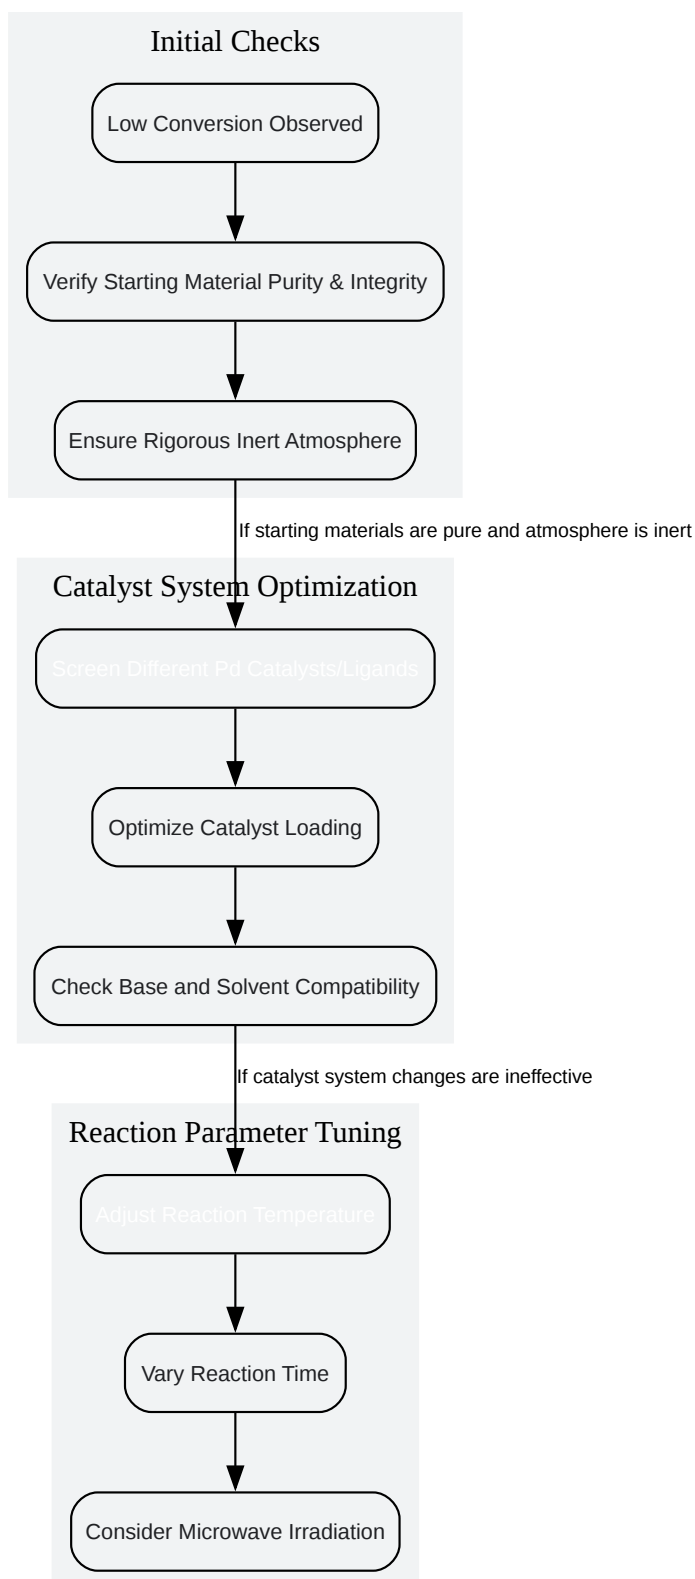 Initial Checks
Low Conversion Observed
Verify Starting Material Purity & Integrity
Ensure Rigorous Inert Atmosphere
If starting materials are pure and atmosphere is inert
Catalyst System Optimization
Screen Different Pd Catalysts/Ligands
Optimize Catalyst Loading
Check Base and Solvent Compatibility
If catalyst system changes are ineffective
Reaction Parameter Tuning
Adjust Reaction Temperature
Vary Reaction Time
Consider Microwave Irradiation